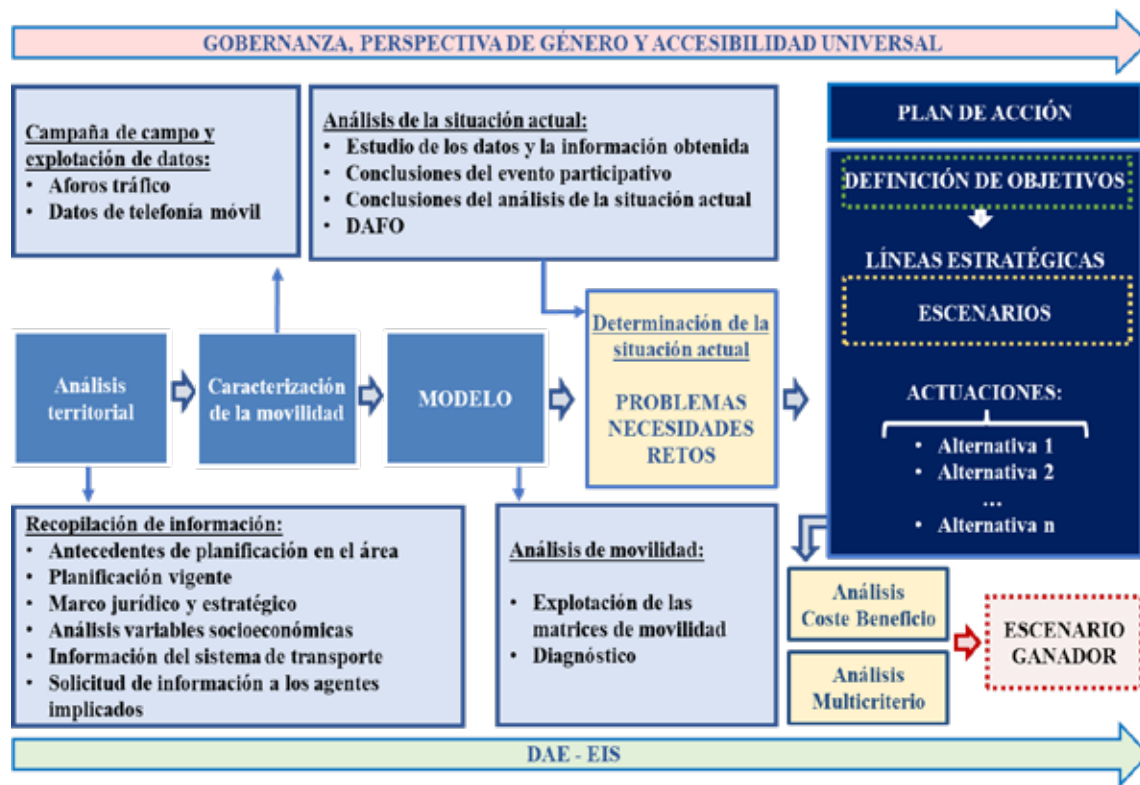 GOBERNANZA, PERSPECTIVA DE GÉNERO Y ACCESIBILIDAD UNIVERSAL
Campaña de campo y
explotación de datos:
• Aforos tráfico
• Datos de telefonía móvil
Análisis de la situación actual:
• Estudio de los datos y la información obtenida
• Conclusiones del evento participativo
• Conclusiones del análisis de la situación actual
• DAFO
Análisis
territorial
Caracterización
de la movilidad
MODELO
Determinación de la
situación actual
PROBLEMAS
NECESIDADES
RETOS
Recopilación de información:
• Antecedentes de planificación en el área
• Planificación vigente
• Marco jurídico y estratégico
• Análisis variables socioeconómicas
• Información del sistema de transporte
• Solicitud de información a los agentes
implicados
Análisis de movilidad:
• Explotación de las
matrices de movilidad
• Diagnóstico
PLAN DE ACCIÓN
DEFINICIÓN DE OBJETIVOS
LÍNEAS ESTRATÉGICAS
ESCENARIOS
ACTUACIONES:
• Alternativa 1
• Alternativa 2
...
• Alternativa n
Análisis
Coste Beneficio
Análisis
Multicriterio
ESCENARIO
GANADOR
DAE - EIS